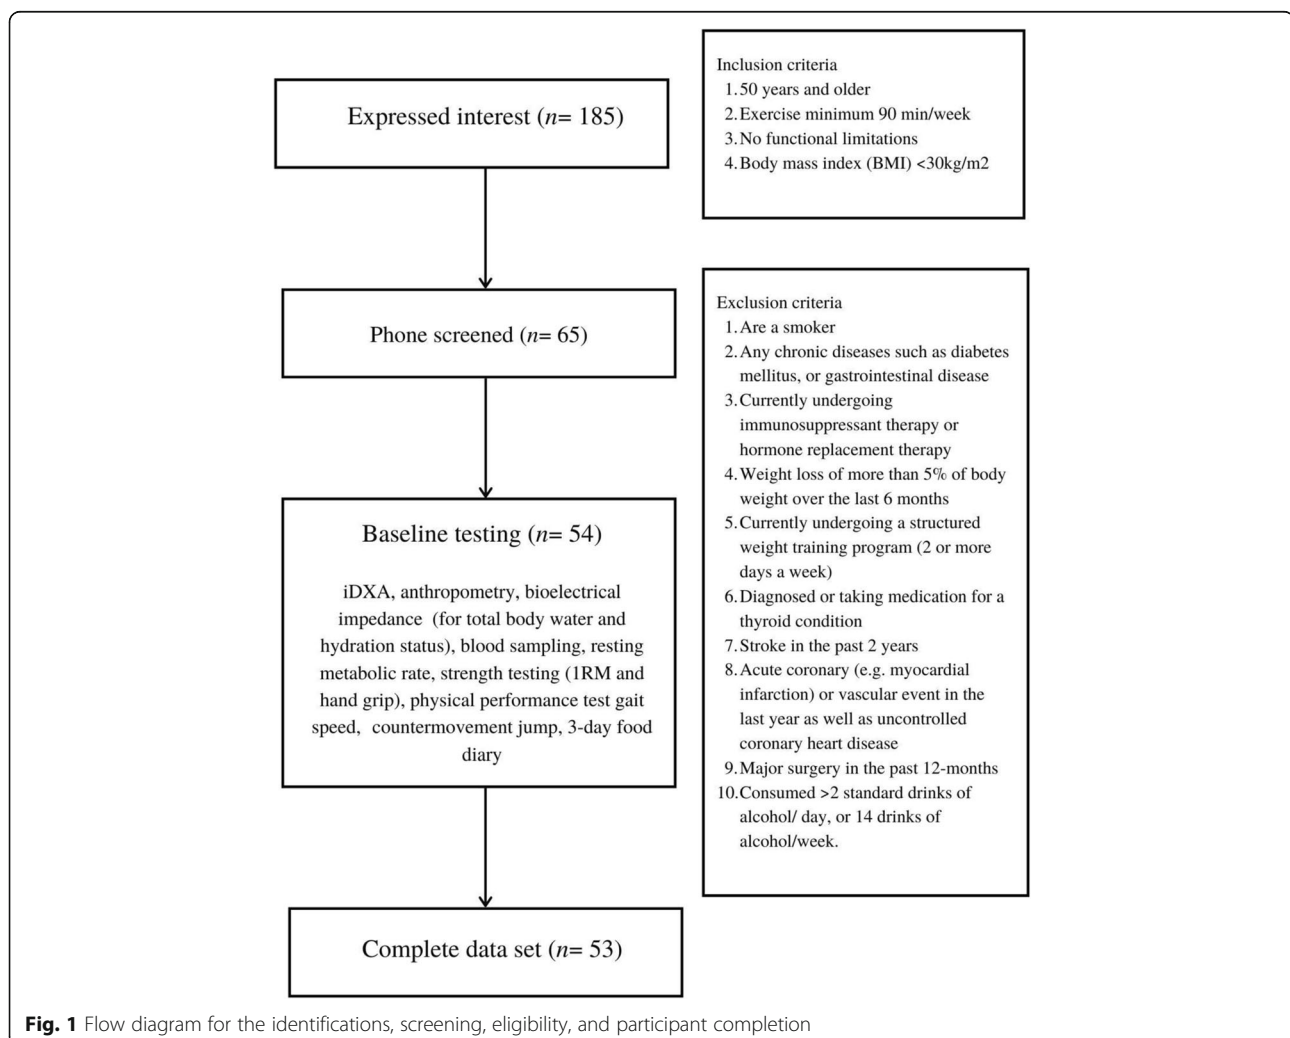 Expressed interest (n= 185)
Phone screened (n= 65)
Baseline testing (n= 54)
iDXA, anthropometry, bioelectrical
impedance (for total body water and
hydration status), blood sampling, resting
metabolic rate, strength testing (1RM and
hand grip), physical performance test gait
speed, countermovement jump, 3-day food
diary
Complete data set (n= 53)
Inclusion criteria
1. 50 years and older
2. Exercise minimum 90 min/week
3. No functional limitations
4. Body mass index (BMI) <30kg/m2
Exclusion criteria
1. Are a smoker
2. Any chronic diseases such as diabetes
mellitus, or gastrointestinal disease
3. Currently undergoing
immunosuppressant therapy or
hormone replacement therapy
4. Weight loss of more than 5% of body
weight over the last 6 months
5. Currently undergoing a structured
weight training program (2 or more
days a week)
6. Diagnosed or taking medication for a
thyroid condition
7. Stroke in the past 2 years
8. Acute coronary (e.g. myocardial
infarction) or vascular event in the
last year as well as uncontrolled
coronary heart disease
9. Major surgery in the past 12-months
10. Consumed >2 standard drinks of
alcohol/ day, or 14 drinks of
alcohol/week.
Fig. 1 Flow diagram for the identifications, screening, eligibility, and participant completion